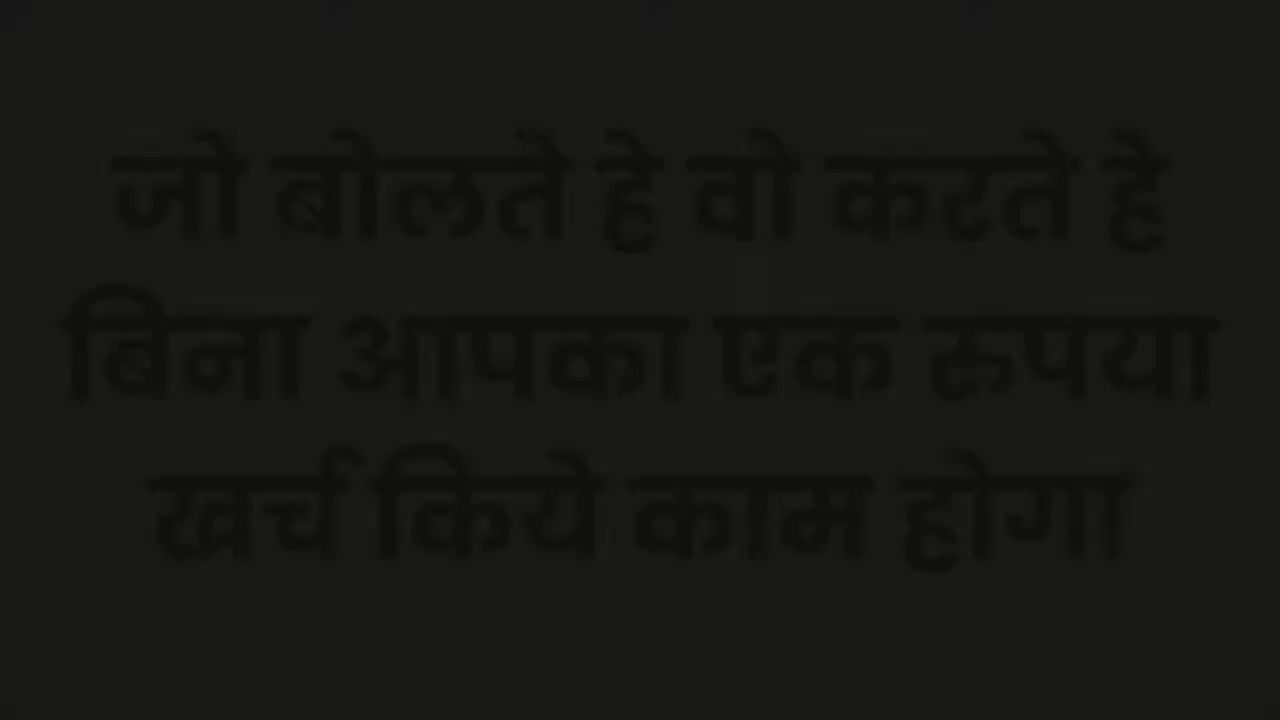 जो बोलते हे वो करते हे
बिना आपका एक रुपया
खर्च किये काम होगा